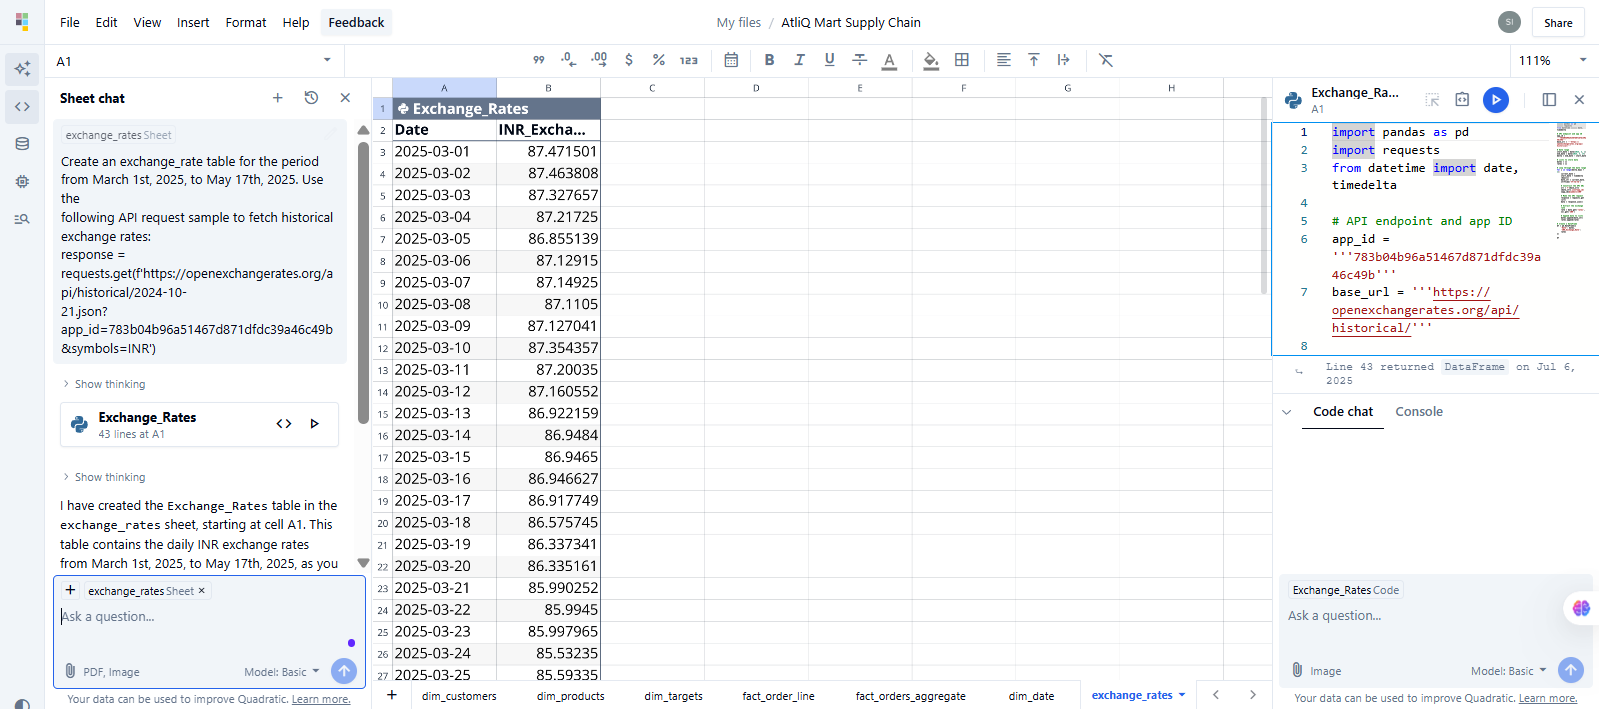 File Edit View Insert Format Help Feedback
My files / AtliQ Mart Supply Chain
SI Share
A1
$ % 123 B I U A
111%
Sheet chat
exchange_rates Sheet
Create an exchange_rate table for the period
from March 1st, 2025, to May 17th, 2025. Use
the
following API request sample to fetch historical
exchange rates:
response =
requests.get(f'https://openexchangerates.org/a
pi/historical/2024-10-
21.json?
app_id=783b04b96a51467d871dfdc39a46c49b
&symbols=INR')
Show thinking
Exchange_Rates
43 lines at A1
Show thinking
I have created the Exchange_Rates table in the
exchange_rates sheet, starting at cell A1. This
table contains the daily INR exchange rates
from March 1st, 2025, to May 17th, 2025, as you
+ exchange_rates Sheet ×
Ask a question...
PDF, Image Model: Basic
Your data can be used to improve Quadratic. Learn more.
A B C D E F G H
1 Exchange_Rates
2 Date INR_Excha...
3 2025-03-01 87.471501
4 2025-03-02 87.463808
5 2025-03-03 87.327657
6 2025-03-04 87.21725
7 2025-03-05 86.855139
8 2025-03-06 87.12915
9 2025-03-07 87.14925
10 2025-03-08 87.1105
11 2025-03-09 87.127041
12 2025-03-10 87.354357
13 2025-03-11 87.20035
14 2025-03-12 87.160552
15 2025-03-13 86.922159
16 2025-03-14 86.9484
17 2025-03-15 86.9465
18 2025-03-16 86.946627
19 2025-03-17 86.917749
20 2025-03-18 86.575745
21 2025-03-19 86.337341
22 2025-03-20 86.335161
23 2025-03-21 85.990252
24 2025-03-22 85.9945
25 2025-03-23 85.997965
26 2025-03-24 85.53235
27 2025-03-25 85.59335
+ dim_customers dim_products dim_targets fact_order_line fact_orders_aggregate dim_date exchange_rates
Exchange_Ra...
A1
1 import pandas as pd
2 import requests
3 from datetime import date,
timedelta
4
5 # API endpoint and app ID
6 app_id =
'''783b04b96a51467d871dfdc39a
46c49b'''
7 base_url = '''https://
openexchangerates.org/api/
historical/'''
8
Line 43 returned DataFrame on Jul 6,
2025
Code chat Console
Exchange_Rates Code
Ask a question...
Image Model: Basic
Your data can be used to improve Quadratic. Learn more.